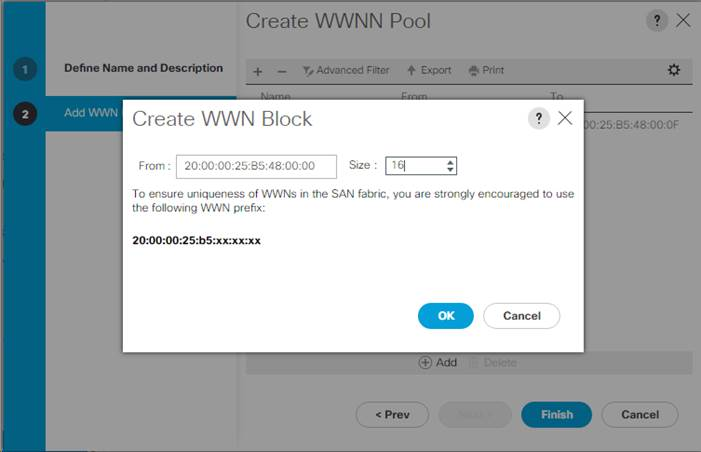 Create WWNN Pool
?
1
Define Name and Description
2
Add WWN
+ − Advanced Filter Export Print
Name From To
00:25:B5:48:00:0F
Create WWN Block
?
From : 20:00:00:25:B5:48:00:00 Size : 16
To ensure uniqueness of WWNs in the SAN fabric, you are strongly encouraged to use
the following WWN prefix:
20:00:00:25:b5:xx:xx:xx
OK Cancel
Add Delete
< Prev Next > Finish Cancel